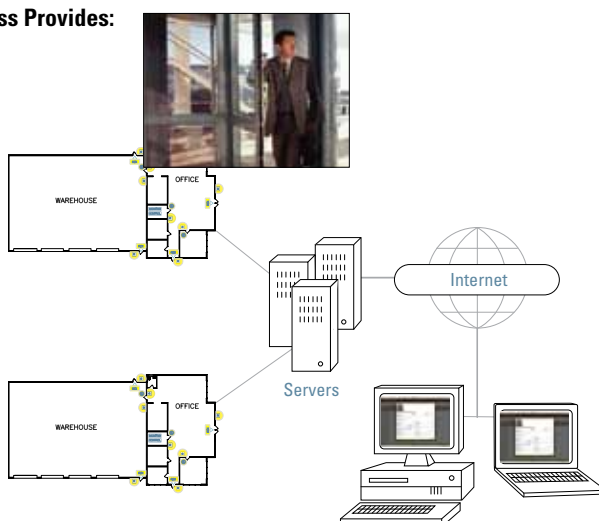 ss Provides:
OFFICE
WAREHOUSE
Internet
Servers
OFFICE
WAREHOUSE